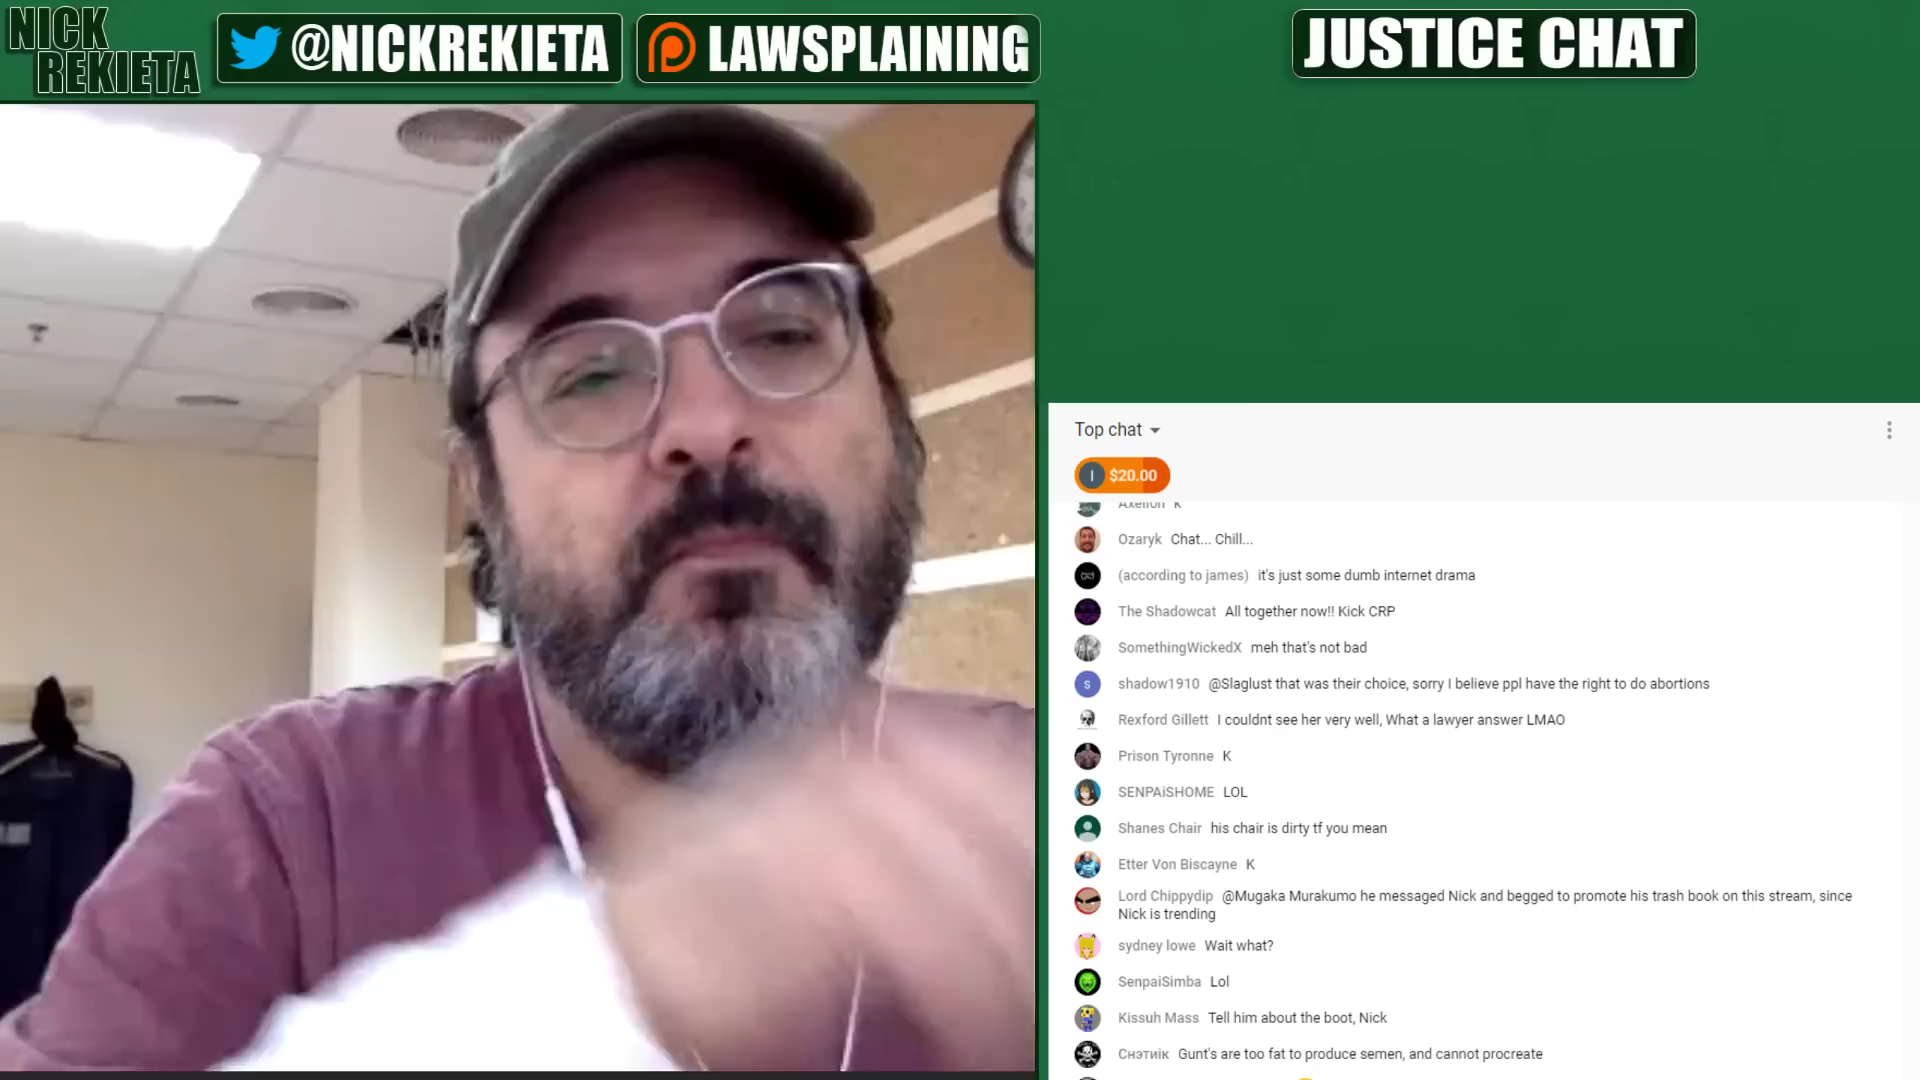 NICK
REKIETA
@NICKREKIETA
LAWSPLAINING
JUSTICE CHAT
Top chat
I $20.00
Axelion K
Ozaryk Chat... Chill...
(according to james) it's just some dumb internet drama
The Shadowcat All together now!! Kick CRP
SomethingWickedX meh that's not bad
S shadow1910 @Slaglust that was their choice, sorry I believe ppl have the right to do abortions
Rexford Gillett I couldnt see her very well, What a lawyer answer LMAO
Prison Tyronne K
SENPAiSHOME LOL
Shanes Chair his chair is dirty tf you mean
Etter Von Biscayne K
Lord Chippydip @Mugaka Murakumo he messaged Nick and begged to promote his trash book on this stream, since
Nick is trending
sydney lowe Wait what?
SenpaiSimba Lol
Kissuh Mass Tell him about the boot, Nick
Cнэтиiк Gunt's are too fat to produce semen, and cannot procreate